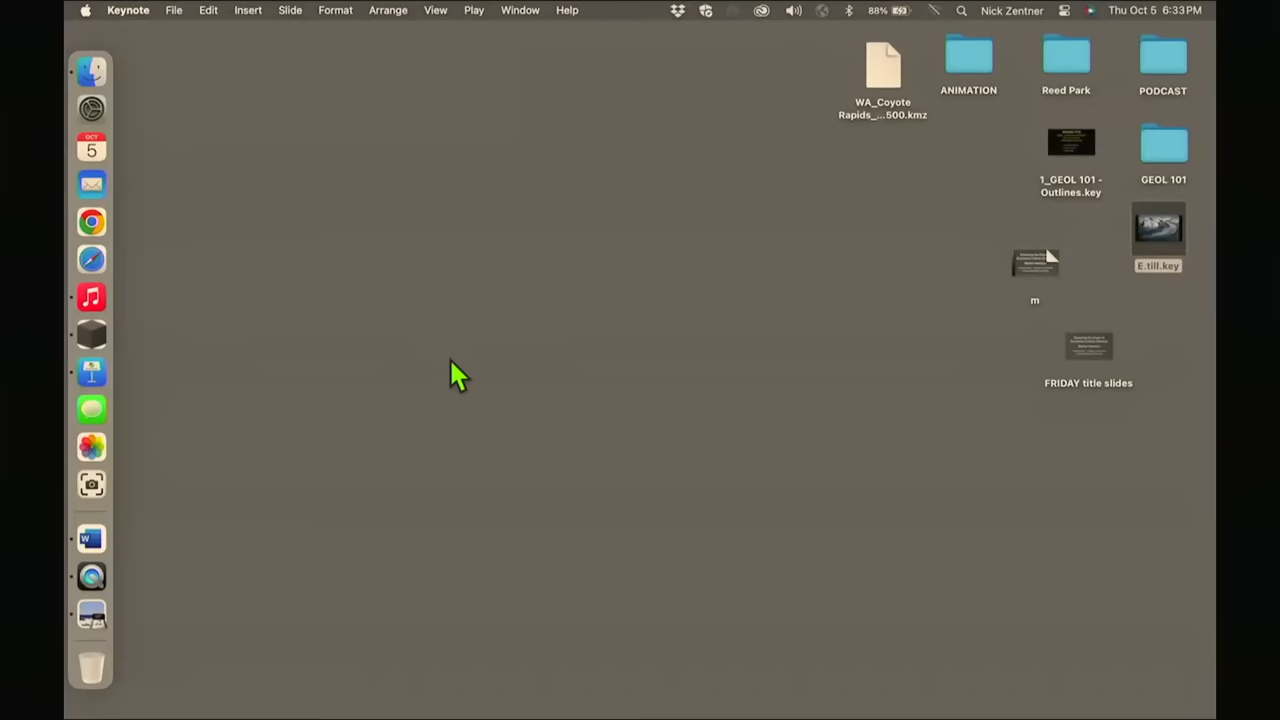 Keynote File Edit Insert Slide Format Arrange View Play Window Help 88% Nick Zentner Thu Oct 5 6:33 PM
WA_Coyote
Rapids_...500.kmz
ANIMATION
Reed Park
PODCAST
1_GEOL 101 -
Outlines.key
GEOL 101
E.till.key
m
FRIDAY title slides
OCT
5
W